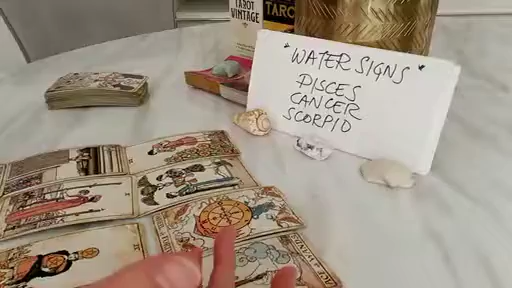 TAROT
VINTAGE
TARO
" WATER SIGNS "
PISCES
CANCER
SCORPIO